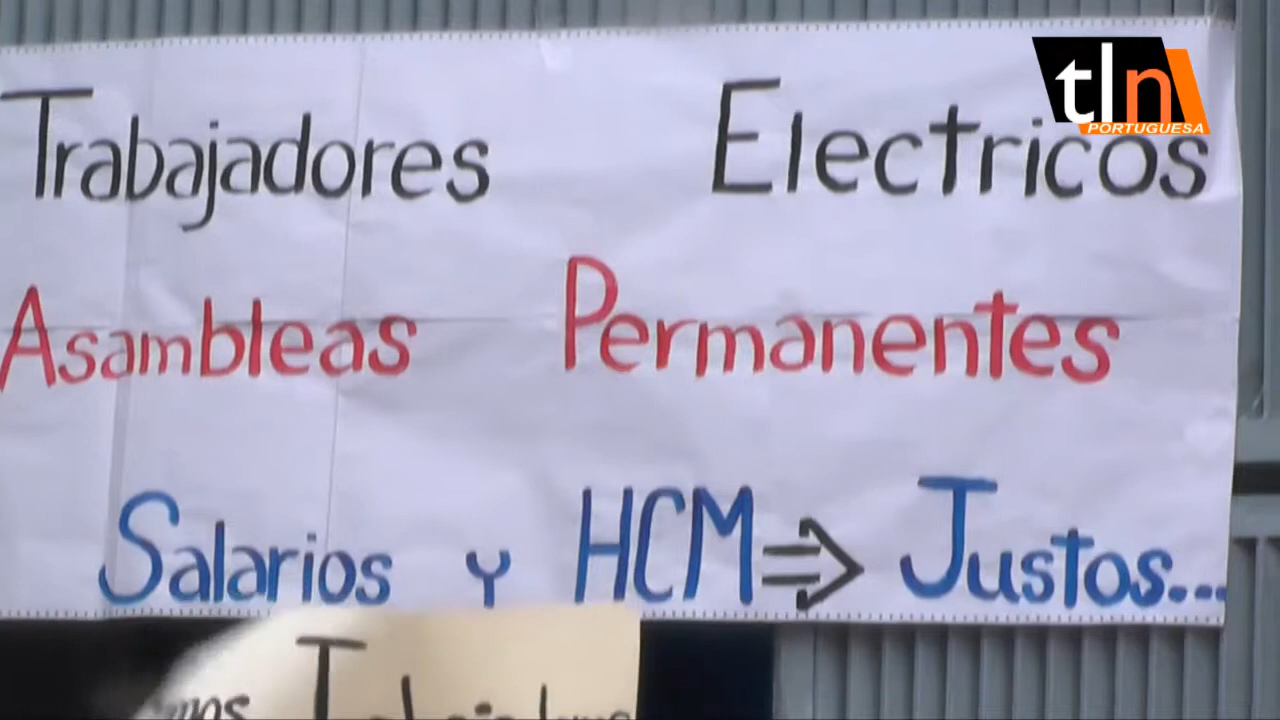 tln
PORTUGUESA
Trabajadores Electricos
Asambleas Permanentes
Salarios y HCM ⇒ Justos...